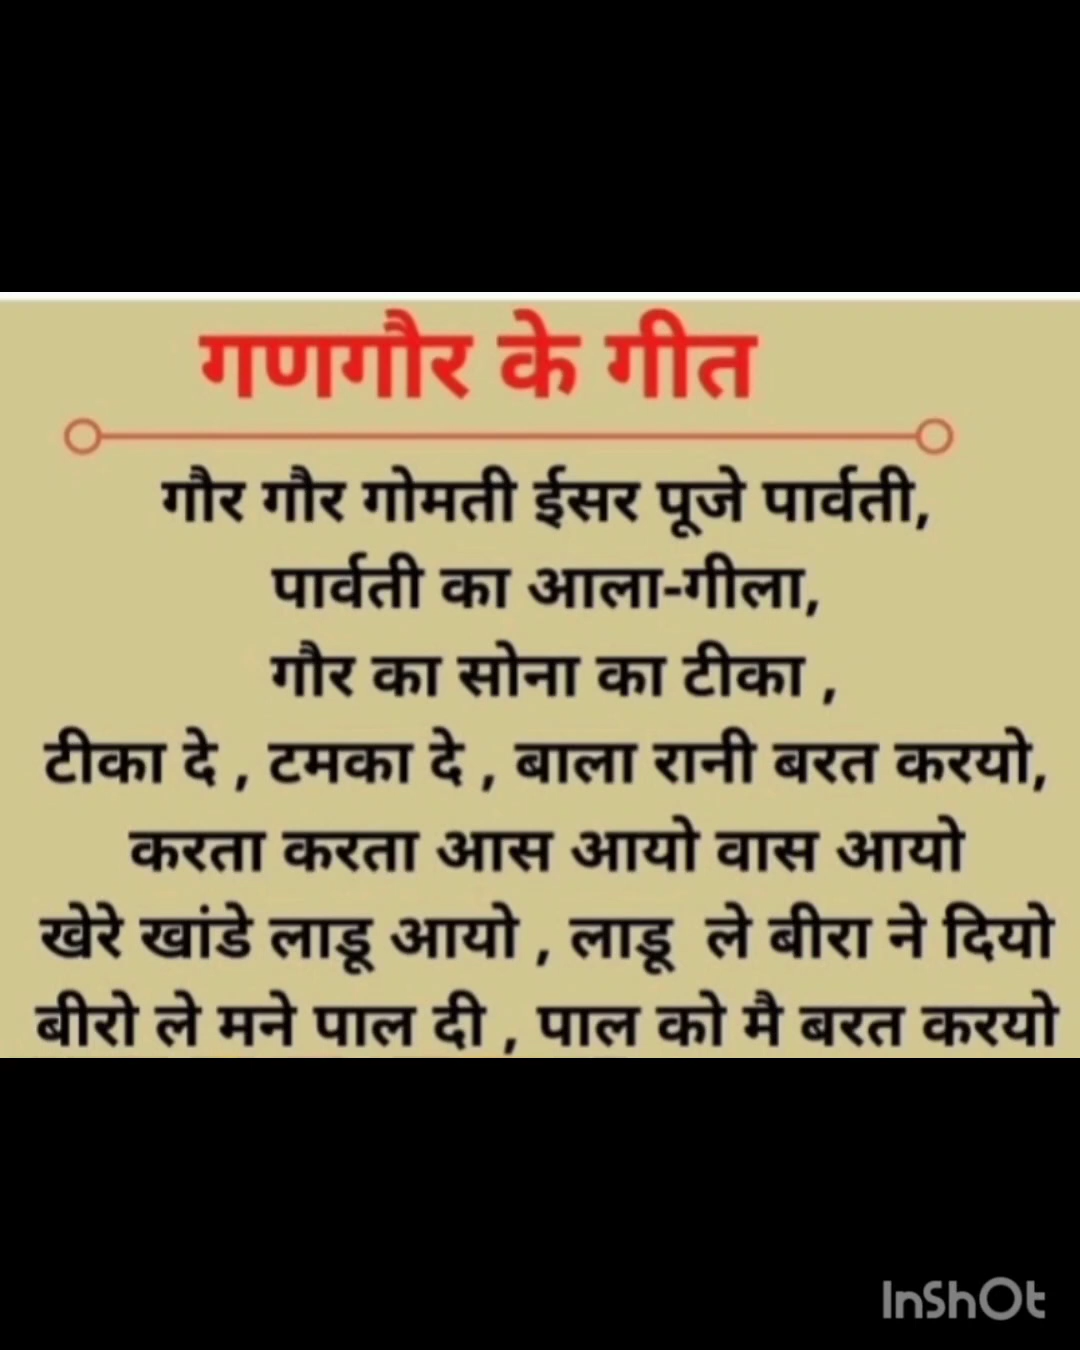 गणगौर के गीत
गौर गौर गोमती ईसर पूजे पार्वती,
पार्वती का आला-गीला,
गौर का सोना का टीका ,
टीका दे , टमका दे , बाला रानी बरत करयो,
करता करता आस आयो वास आयो
खेरे खांडे लाडू आयो , लाडू ले बीरा ने दियो
बीरो ले मने पाल दी , पाल को मै बरत करयो
InShOt